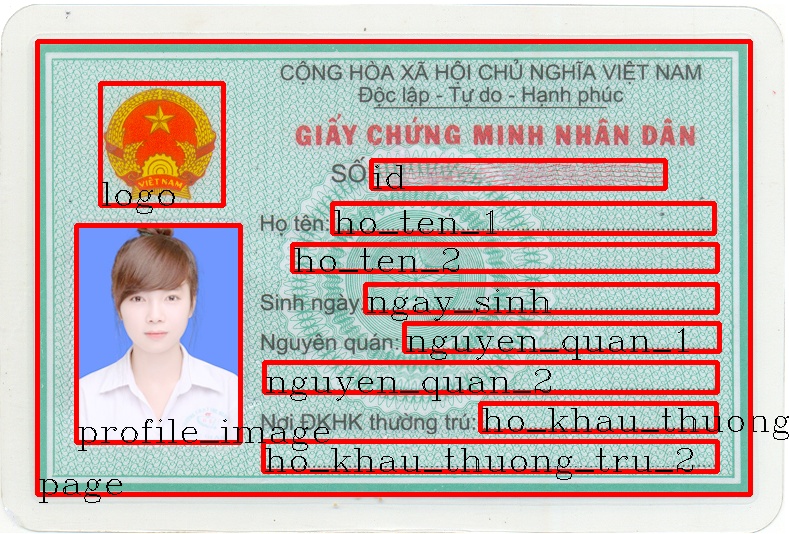 CỘNG HÒA XÃ HỘI CHỦ NGHĨA VIỆT NAM
Độc lập - Tự do - Hạnh phúc
GIẤY CHỨNG MINH NHÂN DÂN
SỐ id
VIỆT NAM
logo
Họ tên: ho_ten_1
ho_ten_2
Sinh ngày ngay_sinh
Nguyên quán: nguyen_quan_1
nguyen_quan_2
Nơi ĐKHK thường trú: ho_khau_thuong
profile_image
ho_khau_thuong_tru_2
page